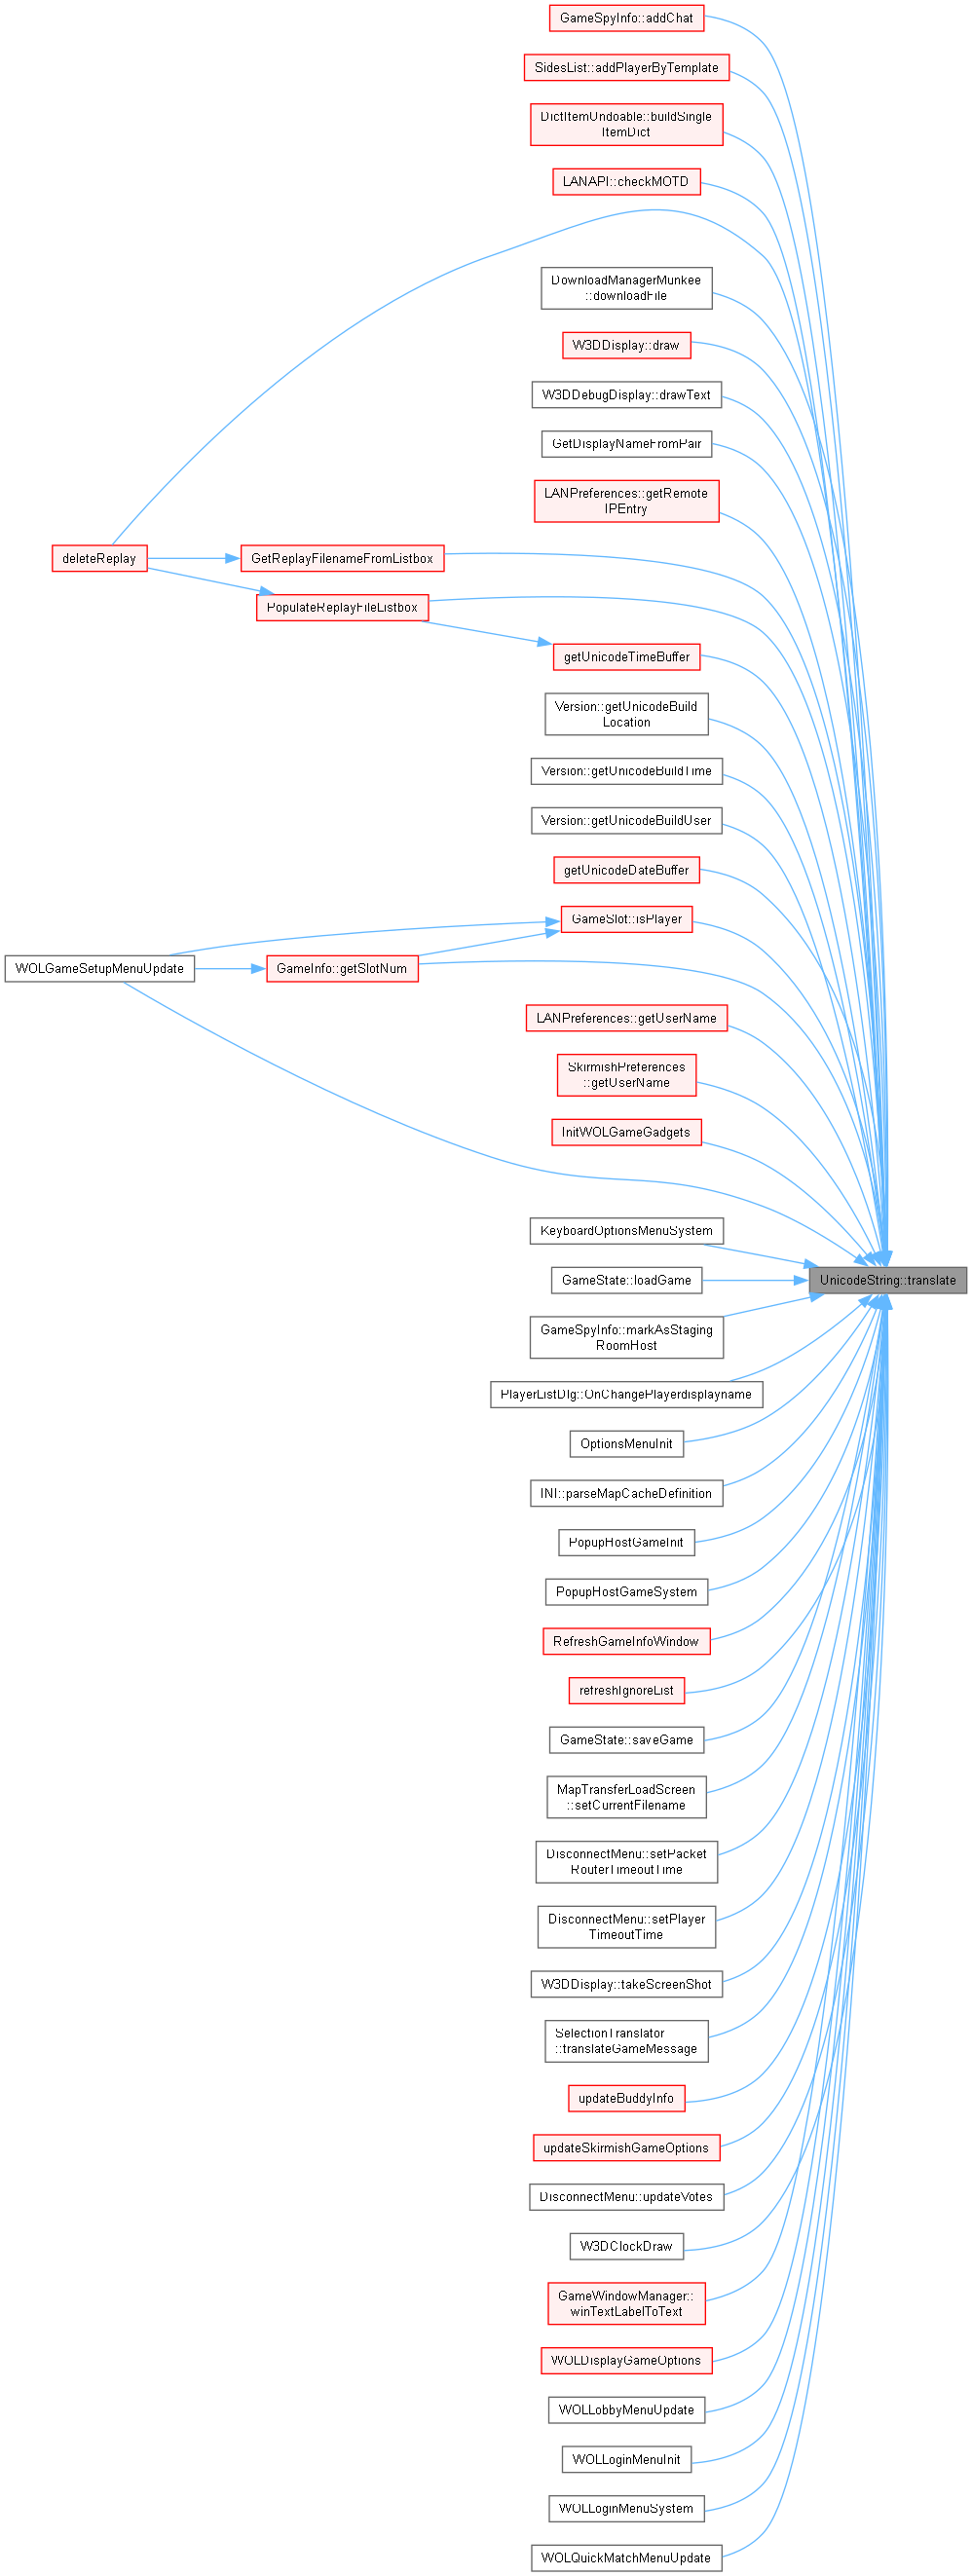 GameSpyInfo::addChat
SidesList::addPlayerByTemplate
DictItemUndoable::buildSingle
ItemDict
LANAPI::checkMOTD
DownloadManagerMunkee
::downloadFile
W3DDisplay::draw
W3DDebugDisplay::drawText
GetDisplayNameFromPair
LANPreferences::getRemote
IPEntry
deleteReplay
GetReplayFilenameFromListbox
PopulateReplayFileListbox
getUnicodeTimeBuffer
Version::getUnicodeBuild
Location
Version::getUnicodeBuildTime
Version::getUnicodeBuildUser
getUnicodeDateBuffer
GameSlot::isPlayer
WOLGameSetupMenuUpdate
GameInfo::getSlotNum
LANPreferences::getUserName
SkirmishPreferences
::getUserName
InitWOLGameGadgets
KeyboardOptionsMenuSystem
GameState::loadGame
UnicodeString::translate
GameSpyInfo::markAsStaging
RoomHost
PlayerListDlg::OnChangePlayerdisplayname
OptionsMenuInit
INI::parseMapCacheDefinition
PopupHostGameInit
PopupHostGameSystem
RefreshGameInfoWindow
refreshIgnoreList
GameState::saveGame
MapTransferLoadScreen
::setCurrentFilename
DisconnectMenu::setPacket
RouterTimeoutTime
DisconnectMenu::setPlayer
TimeoutTime
W3DDisplay::takeScreenShot
SelectionTranslator
::translateGameMessage
updateBuddyInfo
updateSkirmishGameOptions
DisconnectMenu::updateVotes
W3DClockDraw
GameWindowManager::
winTextLabelToText
WOLDisplayGameOptions
WOLLobbyMenuUpdate
WOLLoginMenuInit
WOLLoginMenuSystem
WOLQuickMatchMenuUpdate